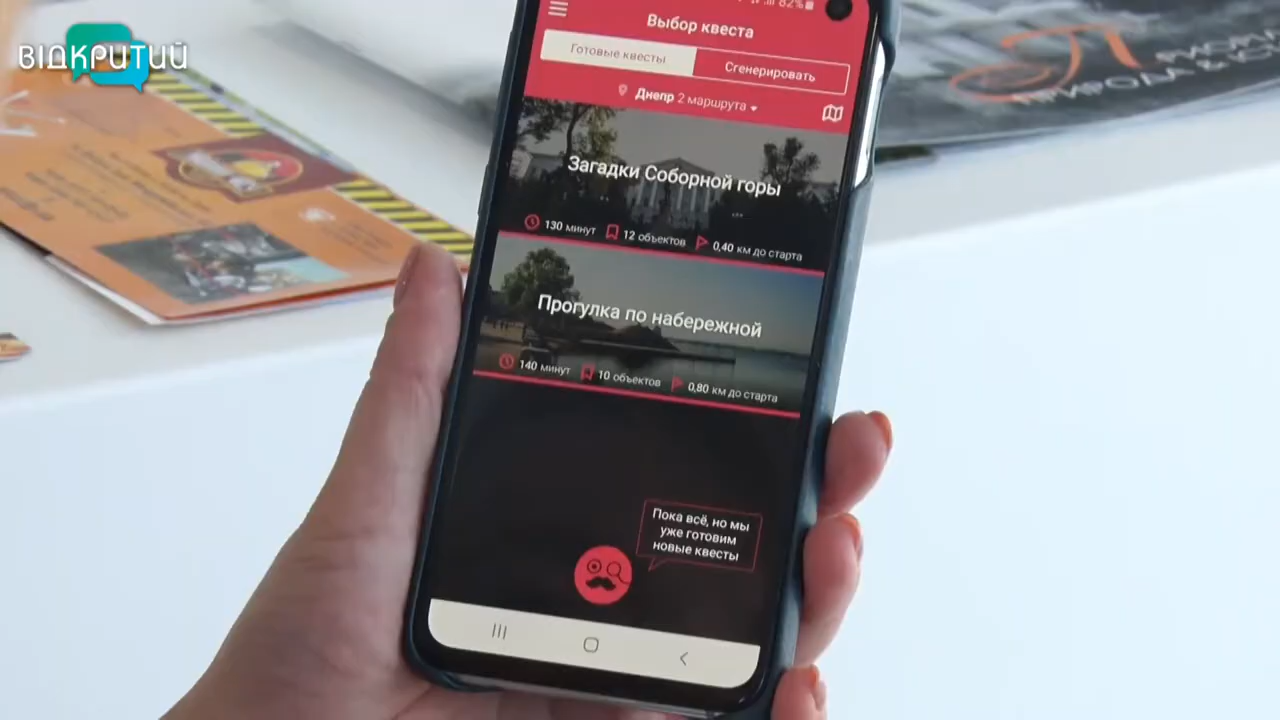 ВІДКРИТИЙ
82%
Выбор квеста
Готовые квесты
Сгенерировать
Днепр 2 маршрута
Загадки Соборной горы
130 минут 12 объектов 0,40 км до старта
Прогулка по набережной
140 минут 10 объектов 0,80 км до старта
Пока всё, но мы
уже готовим
новые квесты